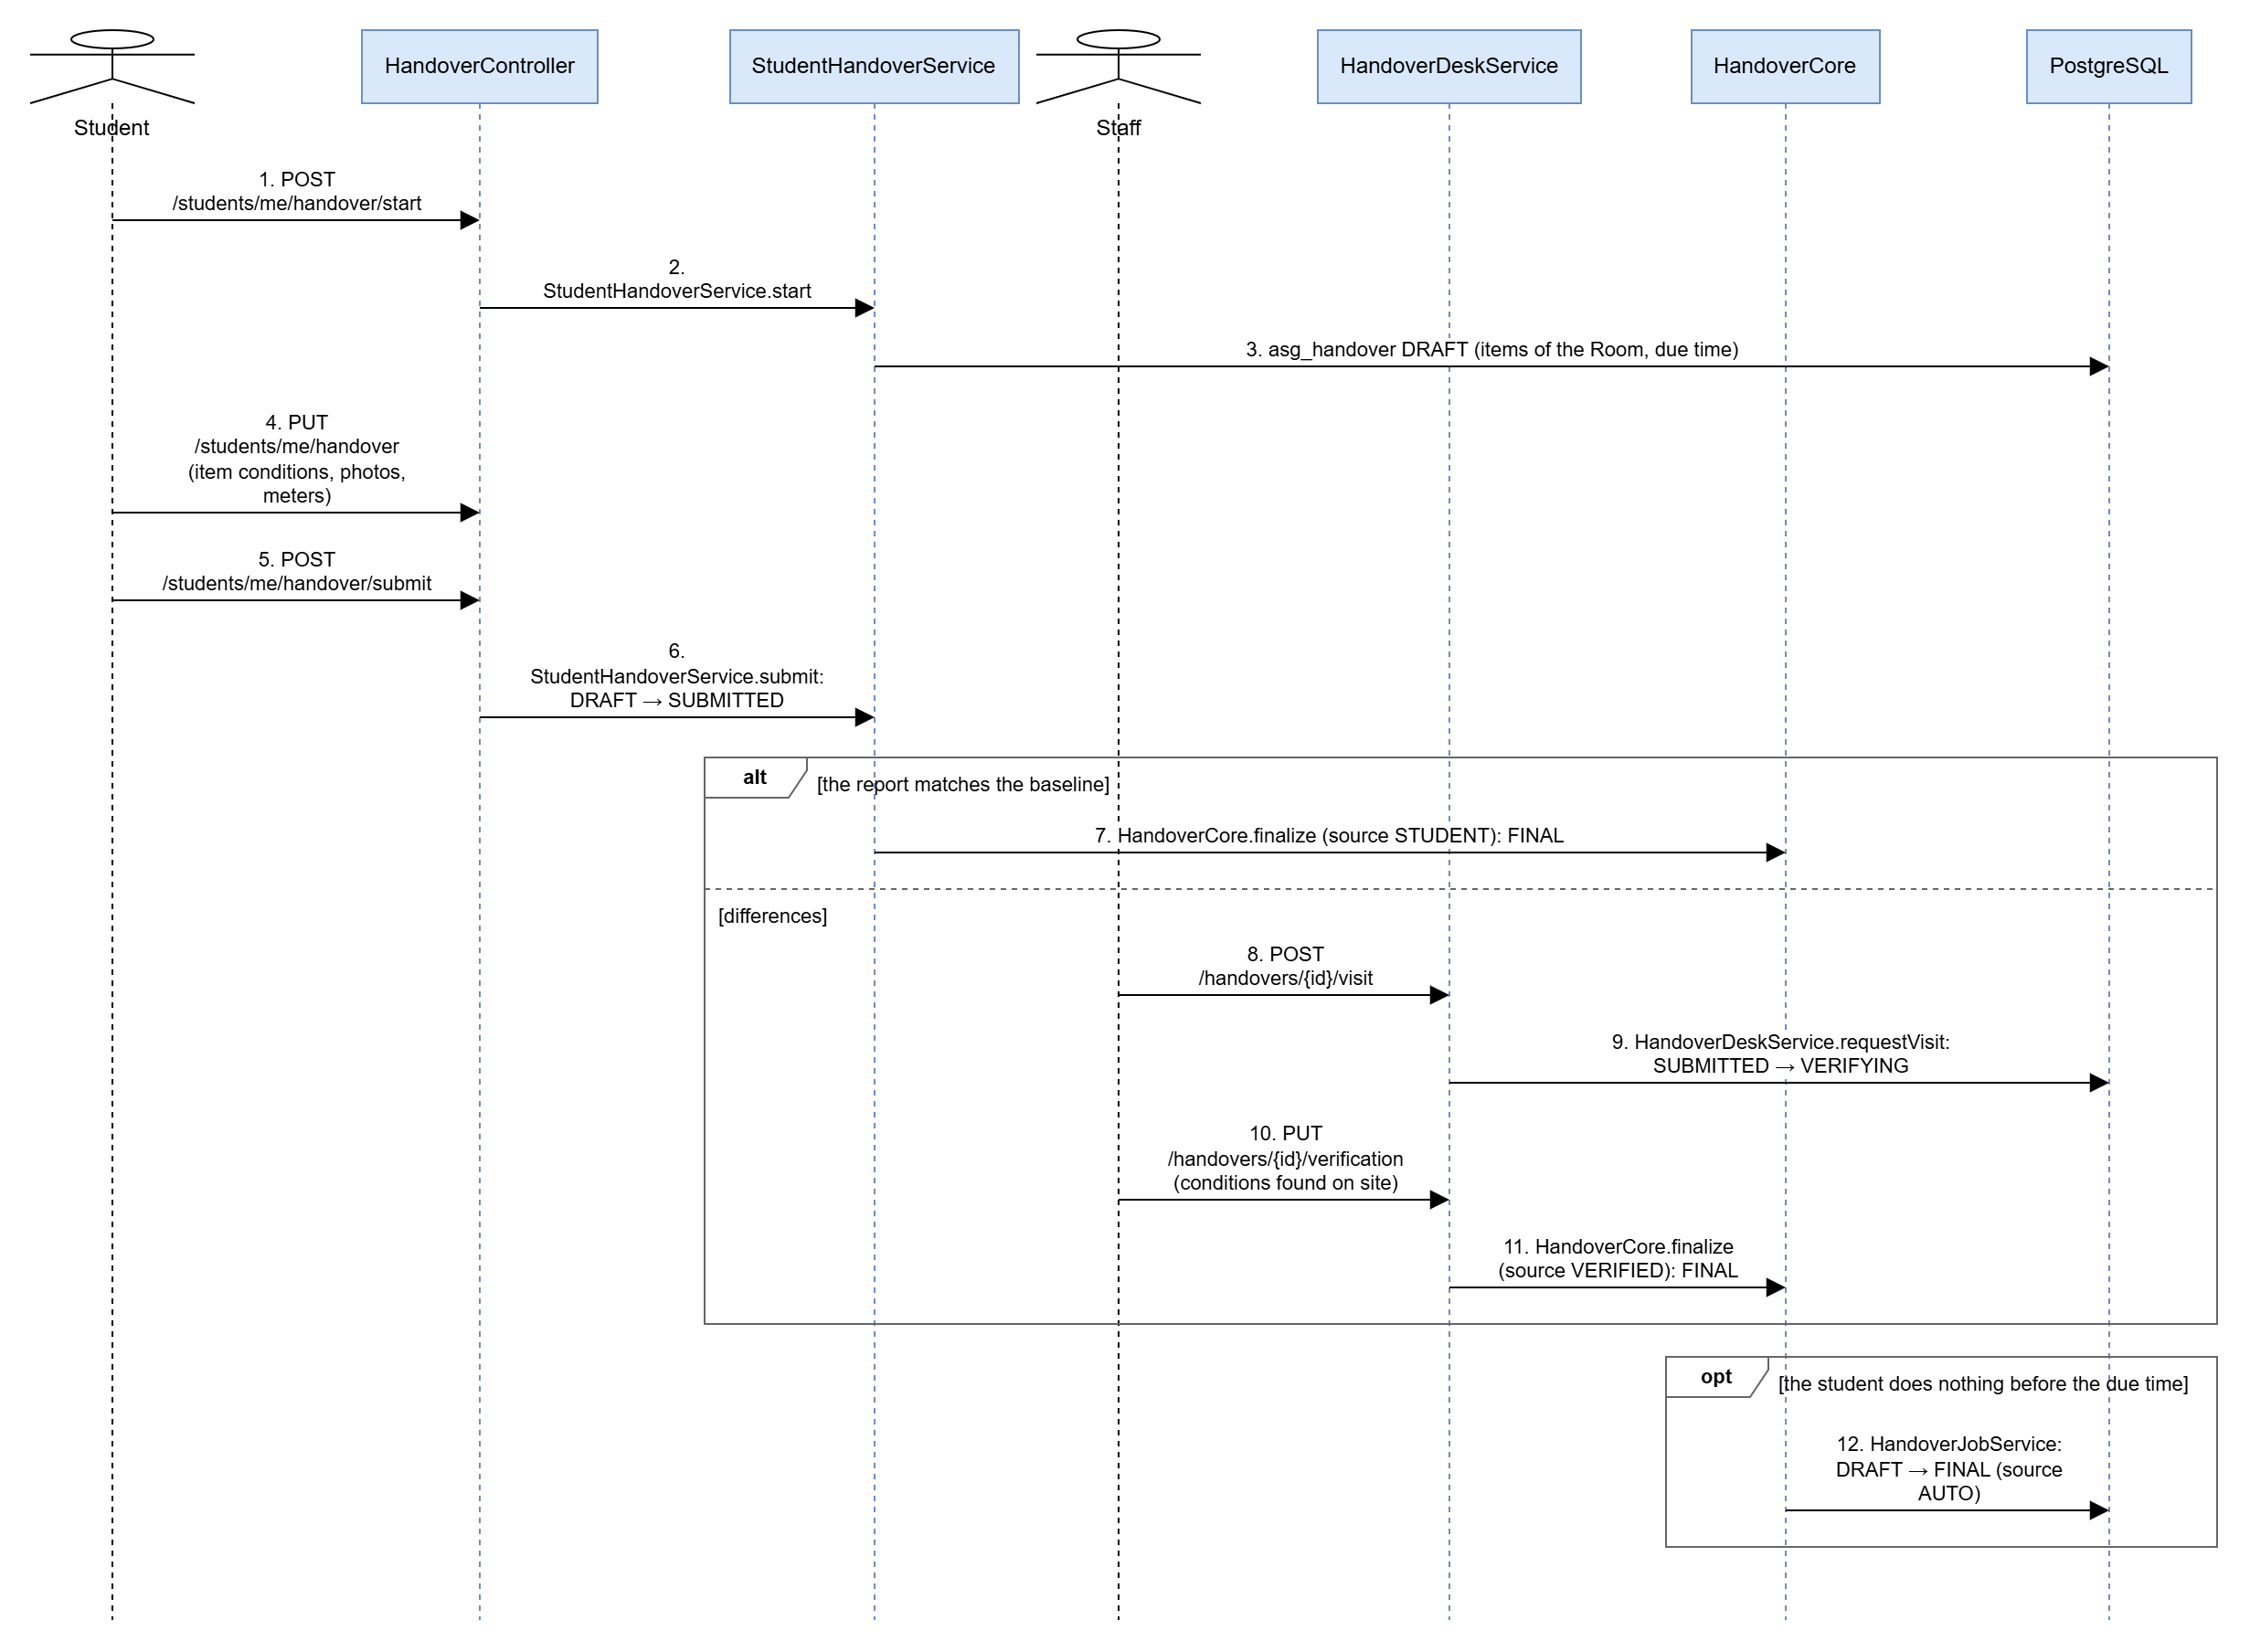 HandoverController
StudentHandoverService
HandoverDeskService
HandoverCore
PostgreSQL
Student
Staff
1. POST
/students/me/handover/start
2.
StudentHandoverService.start
3. asg_handover DRAFT (items of the Room, due time)
4. PUT
/students/me/handover
(item conditions, photos,
meters)
5. POST
/students/me/handover/submit
6.
StudentHandoverService.submit:
DRAFT → SUBMITTED
alt
[the report matches the baseline]
7. HandoverCore.finalize (source STUDENT): FINAL
[differences]
8. POST
/handovers/{id}/visit
9. HandoverDeskService.requestVisit:
SUBMITTED → VERIFYING
10. PUT
/handovers/{id}/verification
(conditions found on site)
11. HandoverCore.finalize
(source VERIFIED): FINAL
opt
[the student does nothing before the due time]
12. HandoverJobService:
DRAFT → FINAL (source
AUTO)